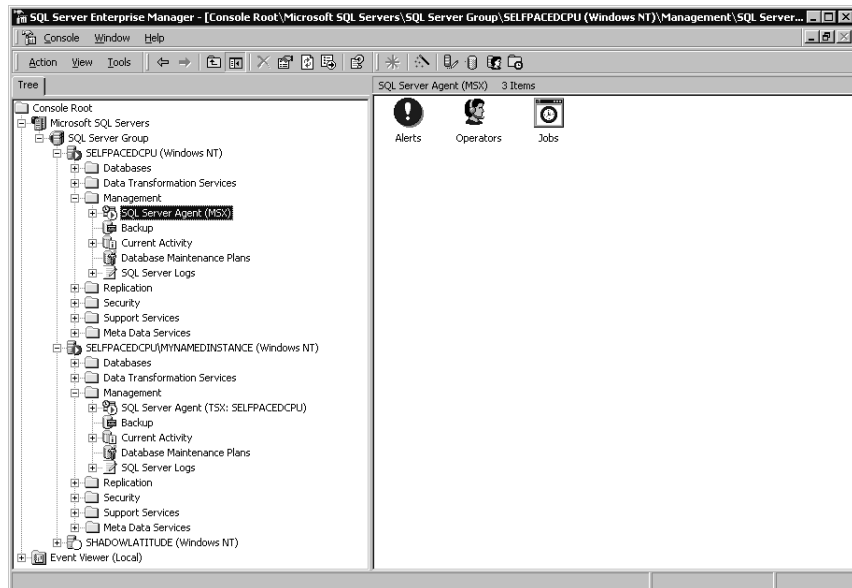 SQL Server Enterprise Manager - [Console Root\Microsoft SQL Servers\SQL Server Group\SELFPACEDCPU (Windows NT)\Management\SQL Server...
Console Window Help
Action View Tools
Tree
SQL Server Agent (MSX) 3 Items
Console Root
Microsoft SQL Servers
SQL Server Group
SELFPACEDCPU (Windows NT)
Databases
Data Transformation Services
Management
SQL Server Agent (MSX)
Backup
Current Activity
Database Maintenance Plans
SQL Server Logs
Replication
Security
Support Services
Meta Data Services
SELFPACEDCPU\MYNAMEDINSTANCE (Windows NT)
Databases
Data Transformation Services
Management
SQL Server Agent (TSX: SELFPACEDCPU)
Backup
Current Activity
Database Maintenance Plans
SQL Server Logs
Replication
Security
Support Services
Meta Data Services
SHADOWLATITUDE (Windows NT)
Event Viewer (Local)
Alerts Operators Jobs